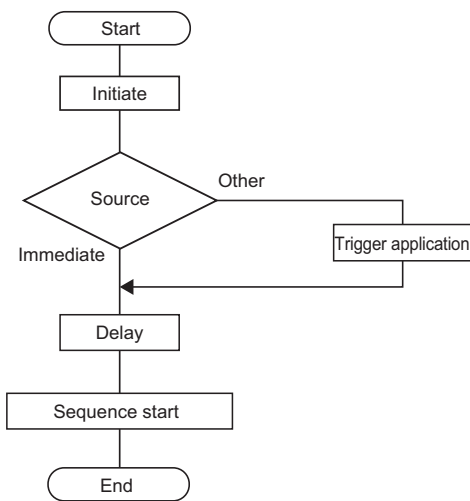 Start
Initiate
Source
Other
Immediate
Trigger application
Delay
Sequence start
End